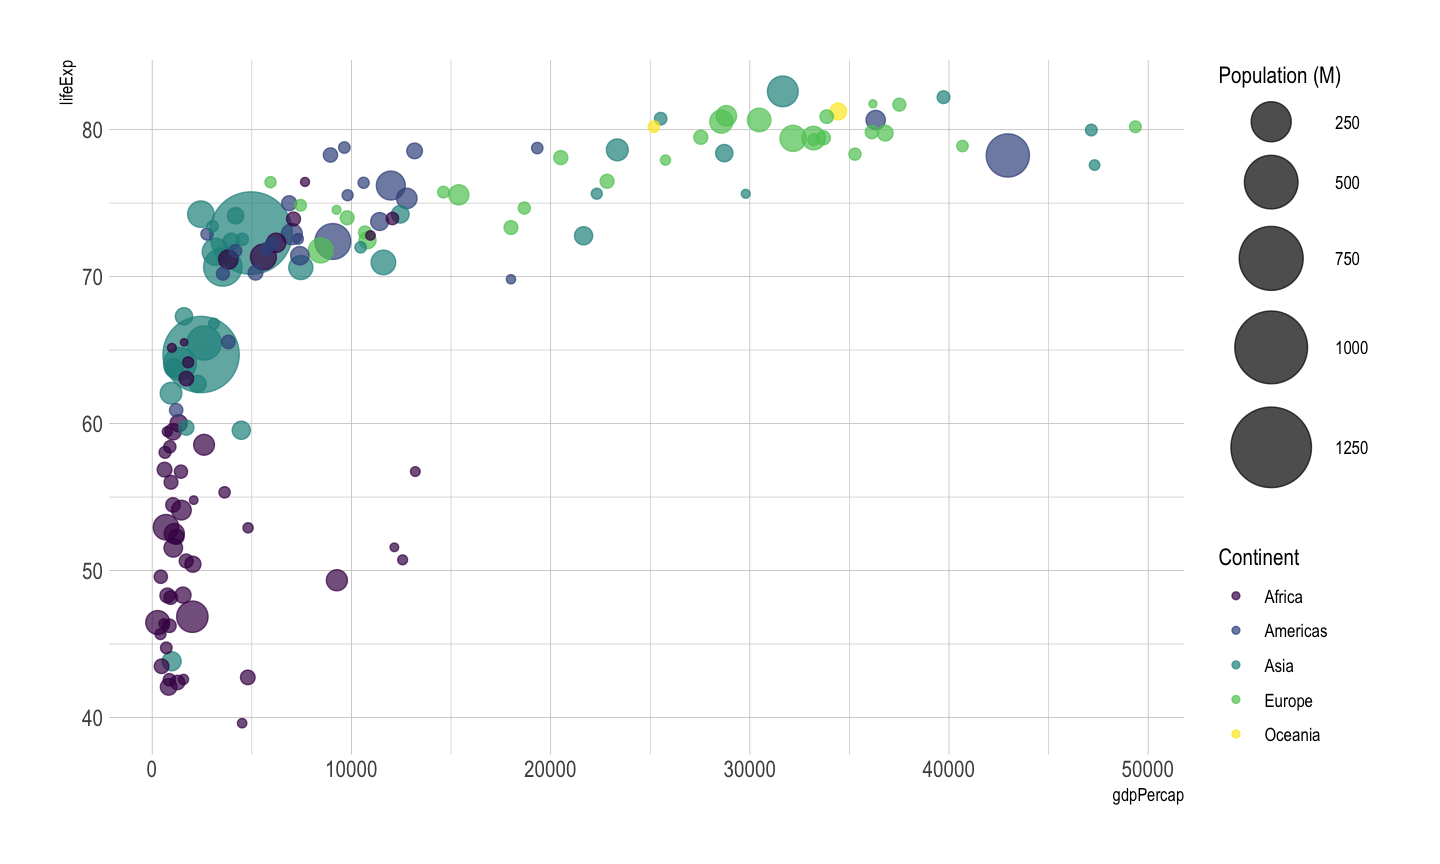 lifeExp
80
70
60
50
40
0 10000 20000 30000 40000 50000
gdpPercap
Population (M)
250
500
750
1000
1250
Continent
Africa
Americas
Asia
Europe
Oceania